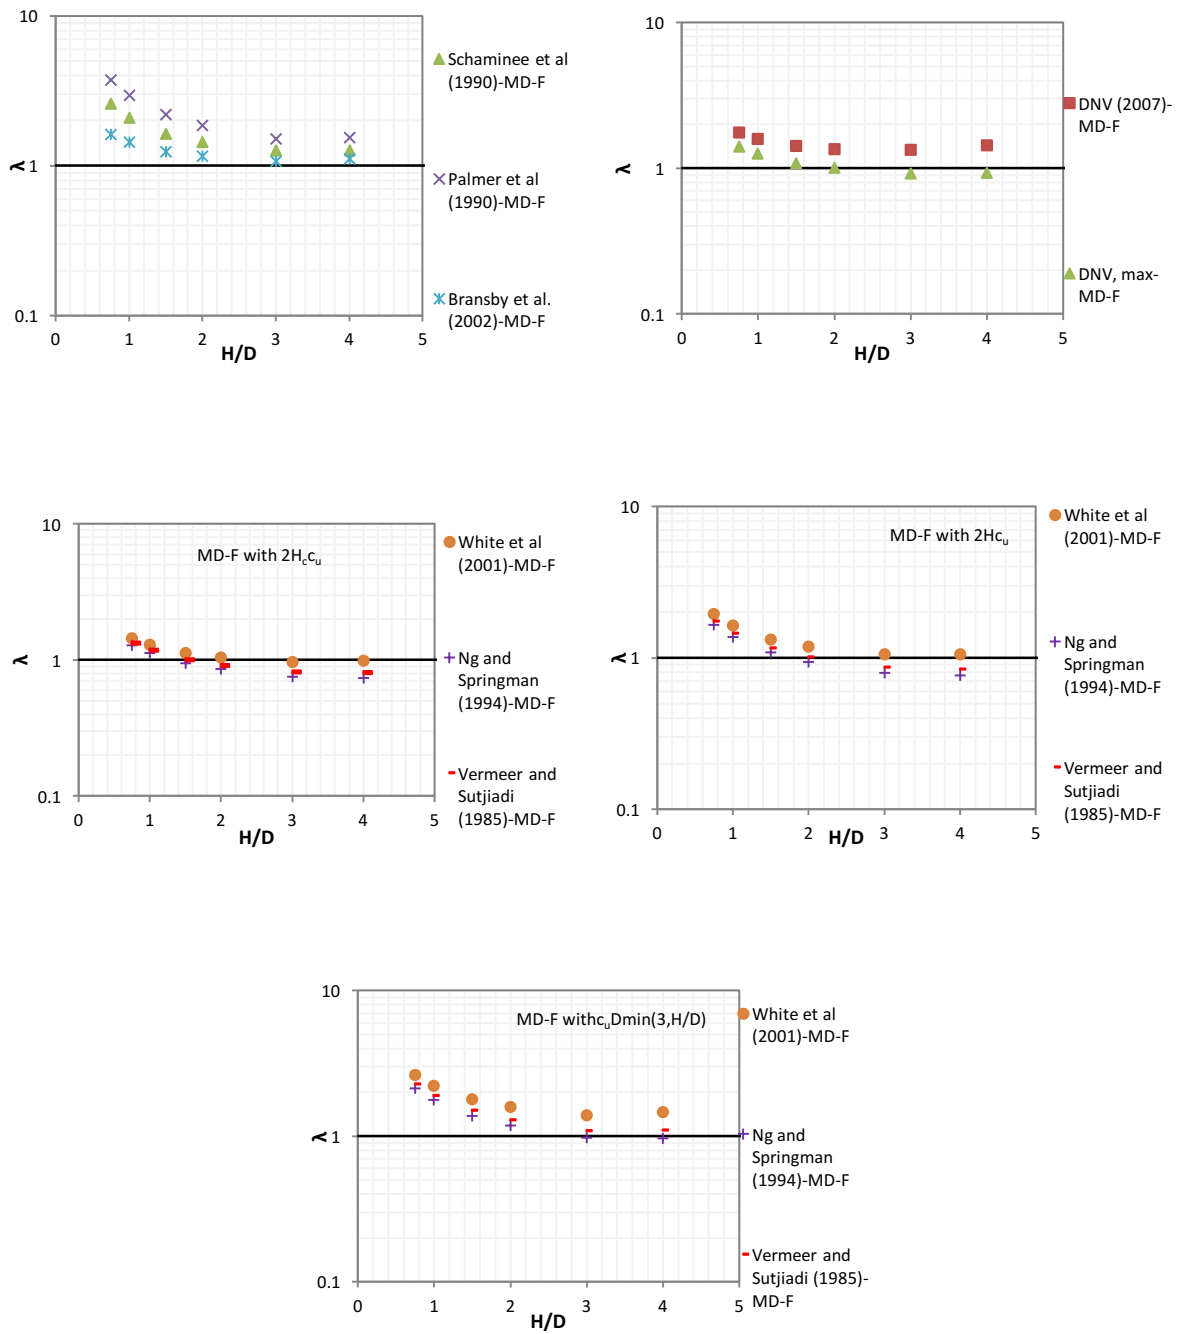 10
1
0.1
λ
0 1 2 3 4 5
H/D
Schaminee et al
(1990)-MD-F
Palmer et al
(1990)-MD-F
Bransby et al.
(2002)-MD-F
10
1
0.1
λ
0 1 2 3 4 5
H/D
DNV (2007)-
MD-F
DNV, max-
MD-F
10
1
0.1
λ
MD-F with 2Hccu
0 1 2 3 4 5
H/D
White et al
(2001)-MD-F
Ng and
Springman
(1994)-MD-F
Vermeer and
Sutjiadi
(1985)-MD-F
10
1
0.1
λ
MD-F with 2Hcu
0 1 2 3 4 5
H/D
White et al
(2001)-MD-F
Ng and
Springman
(1994)-MD-F
Vermeer and
Sutjiadi
(1985)-MD-F
10
1
0.1
λ
MD-F withcuDmin(3,H/D)
0 1 2 3 4 5
H/D
White et al
(2001)-MD-F
Ng and
Springman
(1994)-MD-F
Vermeer and
Sutjiadi (1985)-
MD-F